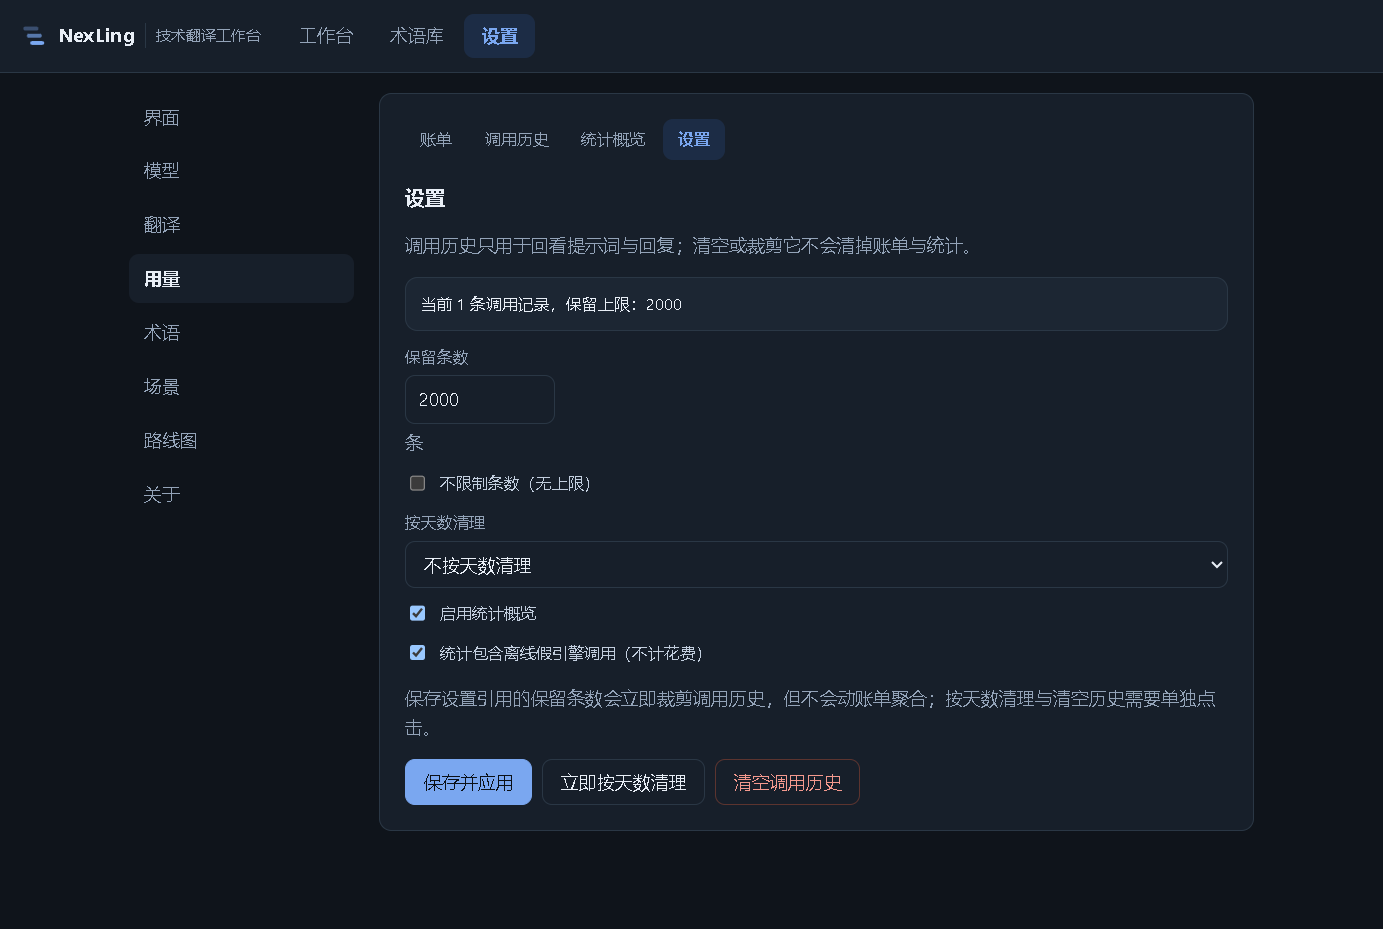 NexLing 技术翻译工作台 工作台 术语库 设置
界面
模型
翻译
用量
术语
场景
路线图
关于
账单 调用历史 统计概览 设置
设置
调用历史只用于回看提示词与回复；清空或裁剪它不会清掉账单与统计。
当前 1 条调用记录，保留上限：2000
保留条数
2000
条
不限制条数（无上限）
按天数清理
不按天数清理
启用统计概览
统计包含离线假引擎调用（不计花费）
保存设置引用的保留条数会立即裁剪调用历史，但不会动账单聚合；按天数清理与清空历史需要单独点
击。
保存并应用 立即按天数清理 清空调用历史